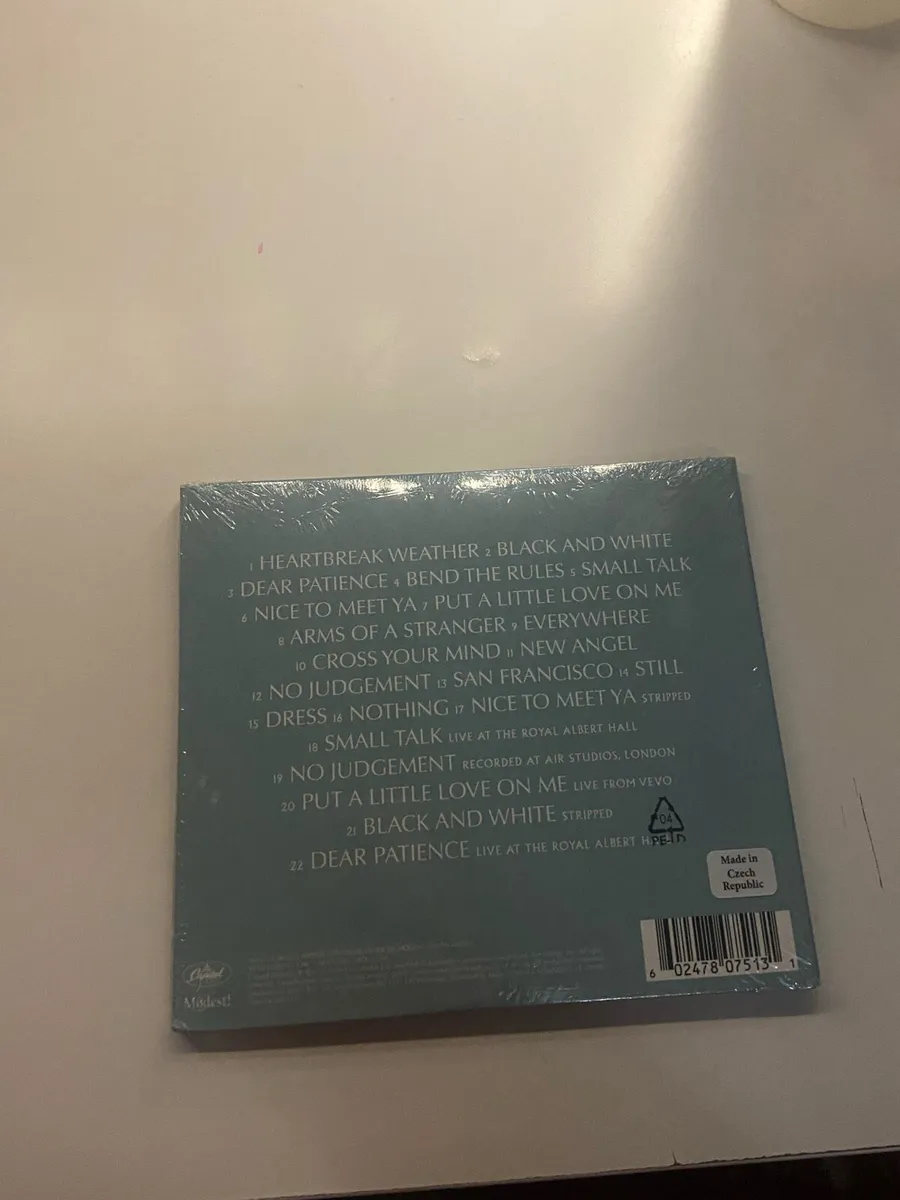 1 HEARTBREAK WEATHER 2 BLACK AND WHITE
3 DEAR PATIENCE 4 BEND THE RULES 5 SMALL TALK
6 NICE TO MEET YA 7 PUT A LITTLE LOVE ON ME
8 ARMS OF A STRANGER 9 EVERYWHERE
10 CROSS YOUR MIND 11 NEW ANGEL
12 NO JUDGEMENT 13 SAN FRANCISCO 14 STILL
15 DRESS 16 NOTHING 17 NICE TO MEET YA STRIPPED
18 SMALL TALK LIVE AT THE ROYAL ALBERT HALL
19 NO JUDGEMENT RECORDED AT AIR STUDIOS, LONDON
20 PUT A LITTLE LOVE ON ME LIVE FROM VEVO
21 BLACK AND WHITE STRIPPED
22 DEAR PATIENCE LIVE AT THE ROYAL ALBERT
04
PE-LD
Made in
Czech
Republic
Capitol
Modest!
6 02478 07513 1